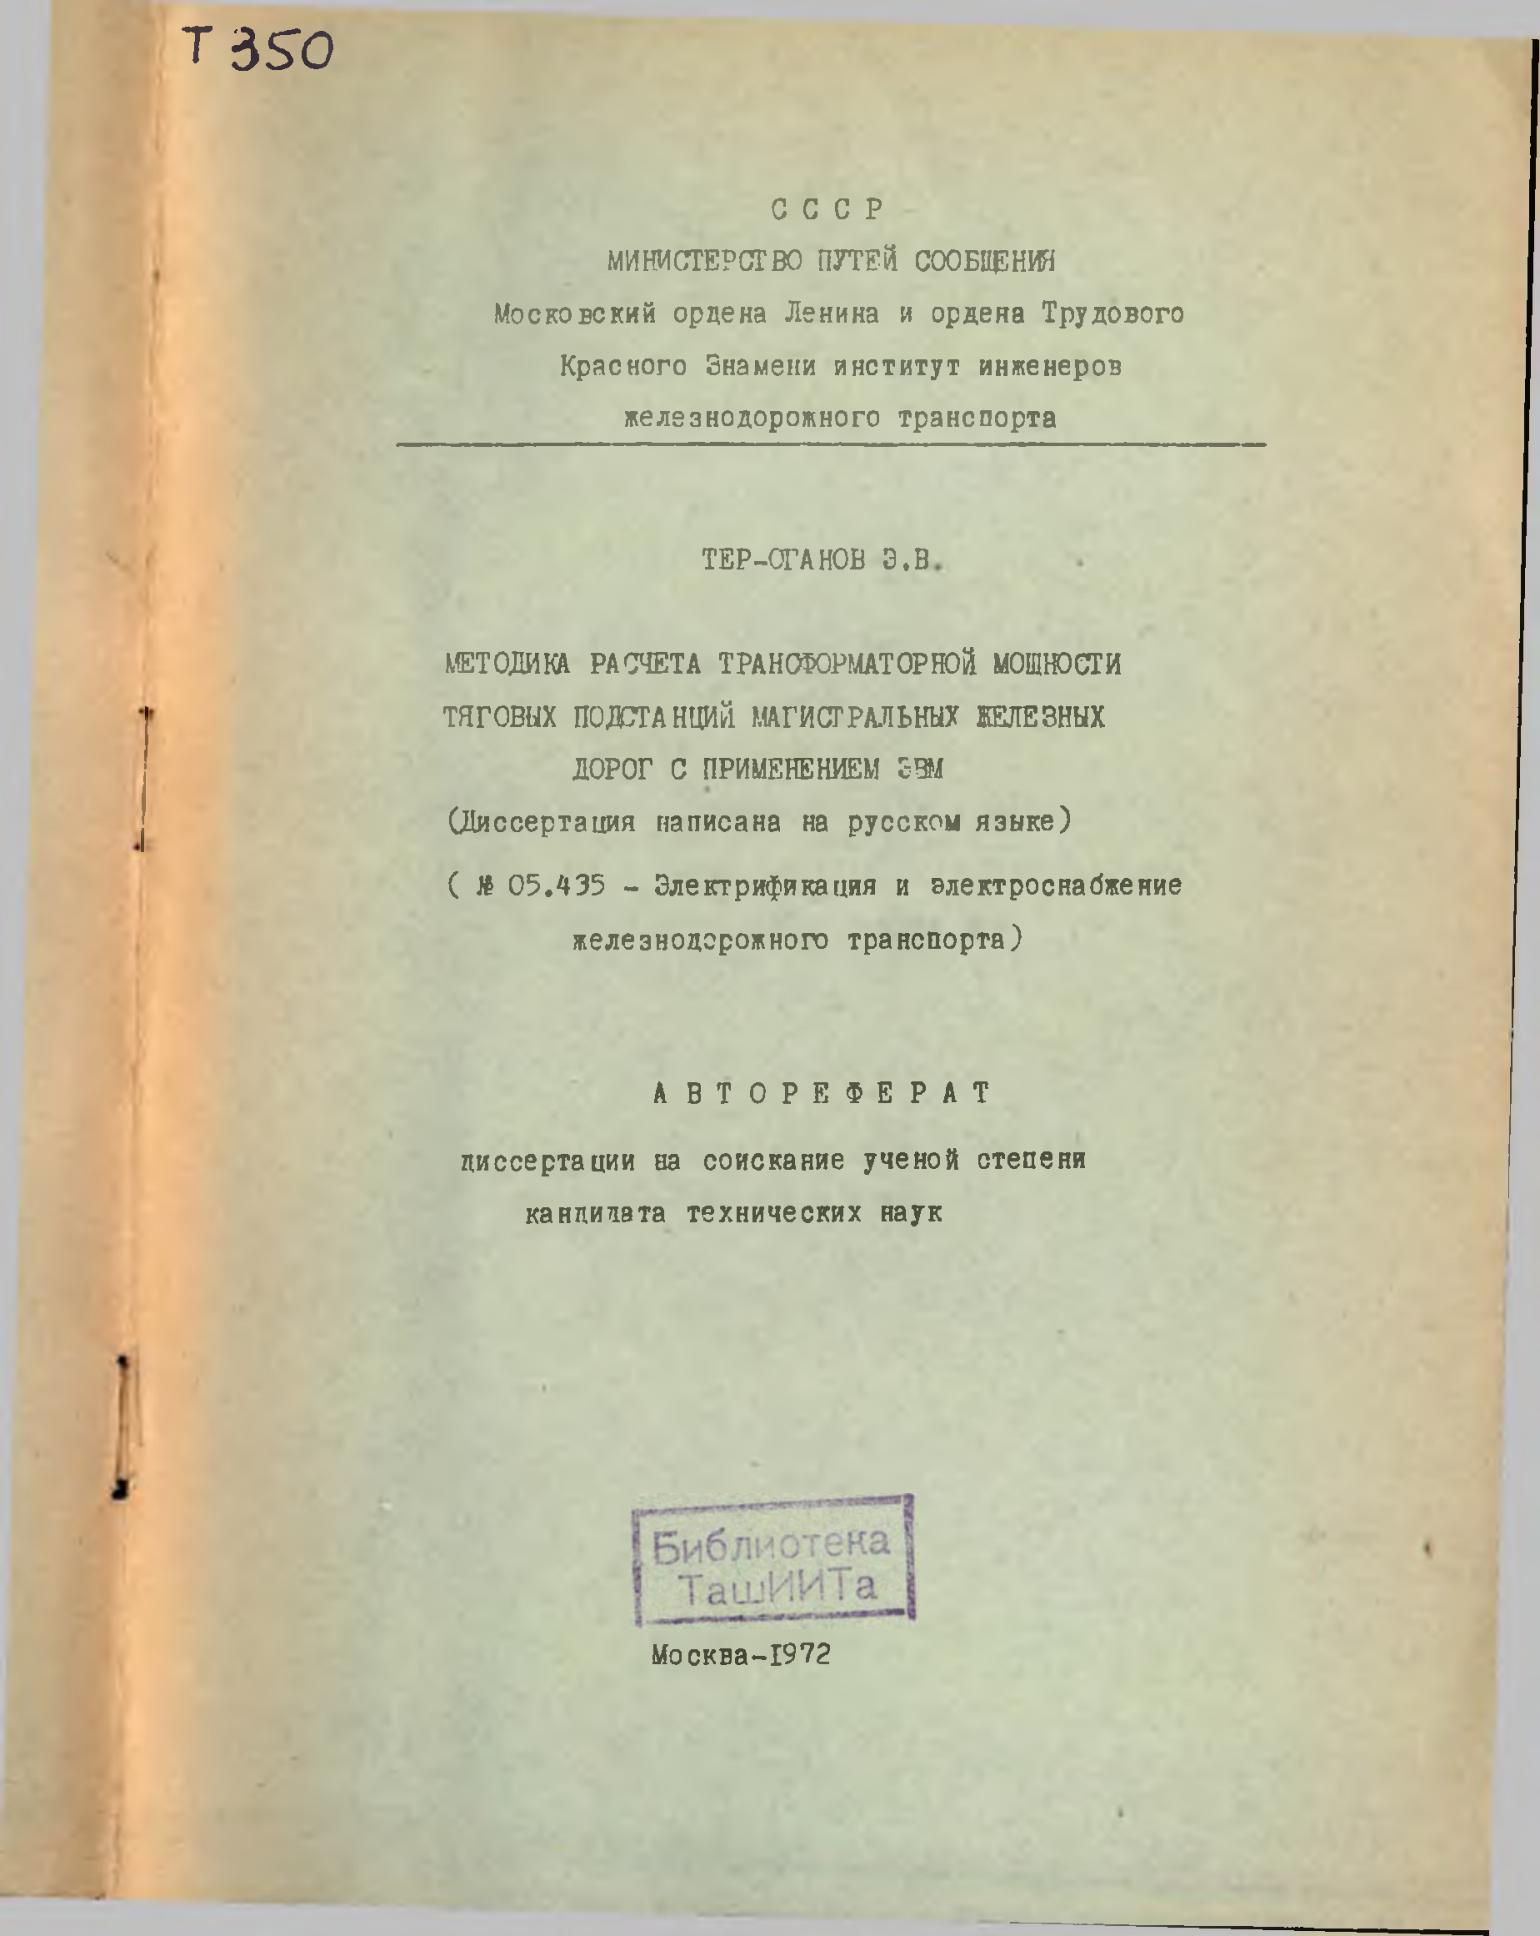 Т 350
С С С Р
МИНИСТЕРСТВО ПУТЕЙ СООБЩЕНИЯ
Московский ордена Ленина и ордена Трудового
Красного Знамени институт инженеров
железнодорожного транспорта
ТЕР-ОГАНОВ Э.В.
МЕТОДИКА РАСЧЕТА ТРАНСФОРМАТОРНОЙ МОЩНОСТИ
ТЯГОВЫХ ПОДСТАНЦИЙ МАГИСТРАЛЬНЫХ ЖЕЛЕЗНЫХ
ДОРОГ С ПРИМЕНЕНИЕМ ЭВМ
(Диссертация написана на русском языке)
( № 05.435 - Электрификация и электроснабжение
железнодорожного транспорта)
А В Т О Р Е Ф Е Р А Т
диссертации на соискание ученой степени
кандидата технических наук
Библиотека
ТашИИТа
Москва-1972